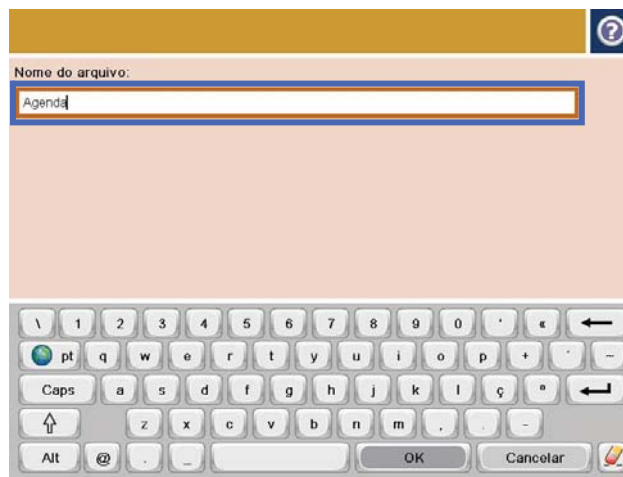 ?
Nome do arquivo:
Agenda
\ 1 2 3 4 5 6 7 8 9 0 ' «
pt q w e r t y u i o p + ´ ~
Caps a s d f g h j k l ç º
z x c v b n m , . -
Alt @ . _ OK Cancelar